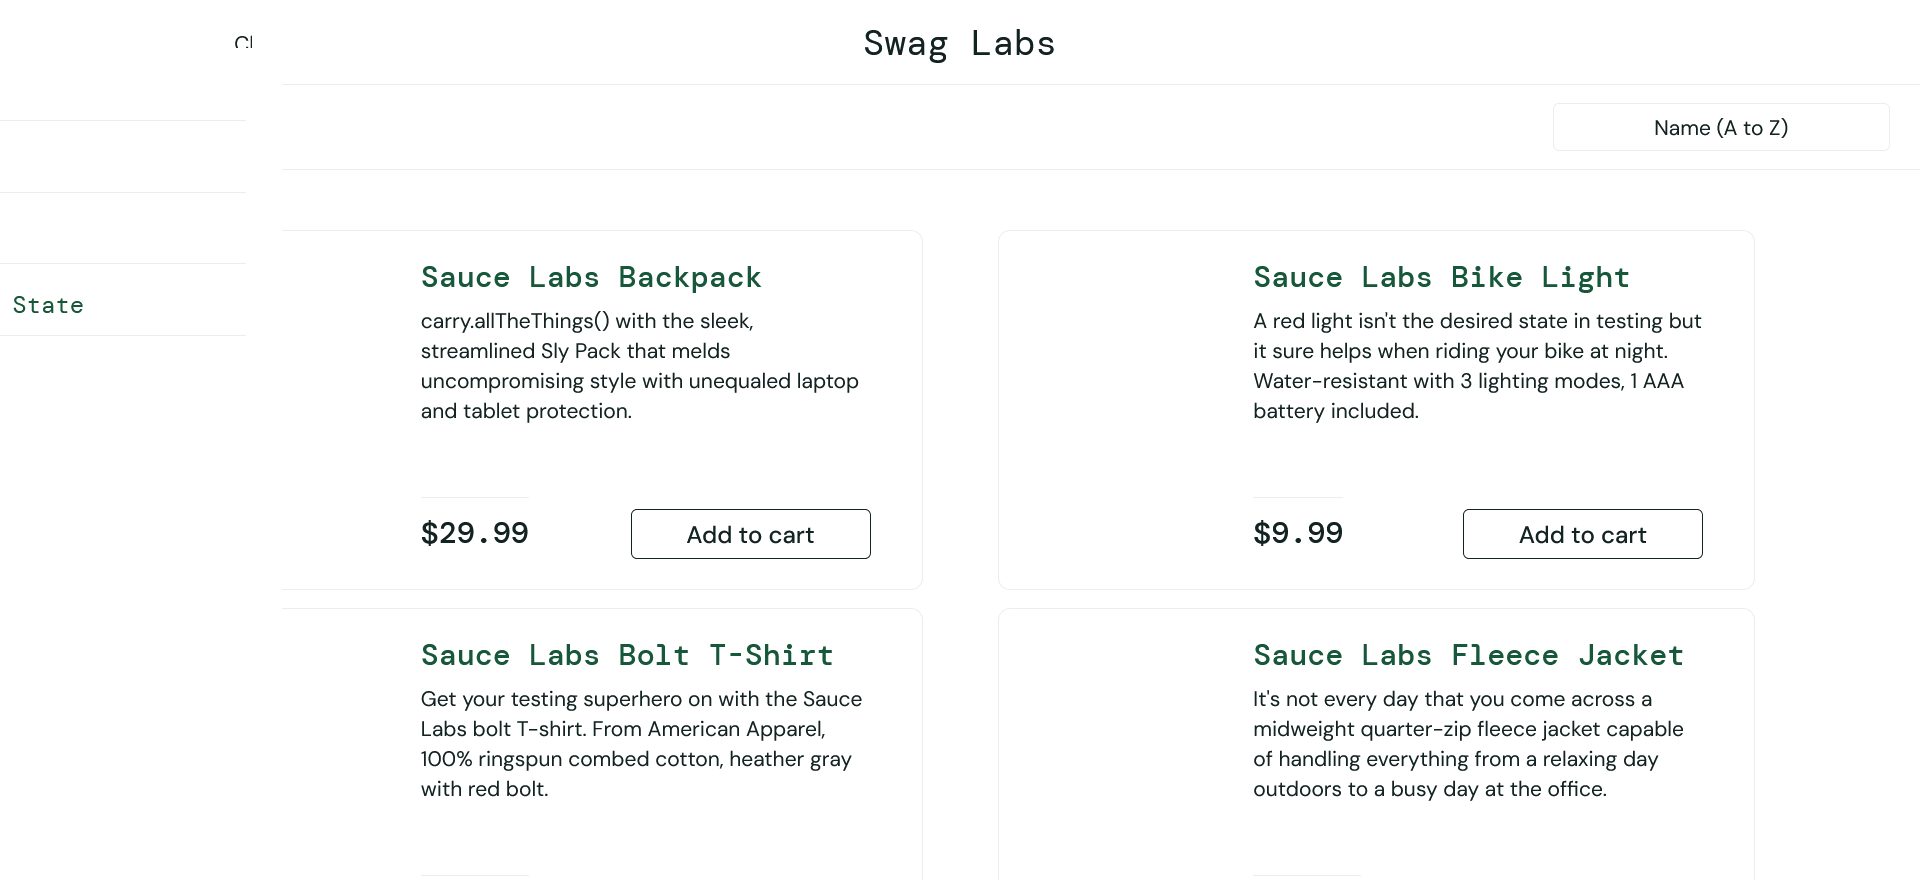 Swag Labs
Name (A to Z)
State
Sauce Labs Backpack
carry.allTheThings() with the sleek,
streamlined Sly Pack that melds
uncompromising style with unequaled laptop
and tablet protection.
$29.99
Add to cart
Sauce Labs Bike Light
A red light isn't the desired state in testing but
it sure helps when riding your bike at night.
Water-resistant with 3 lighting modes, 1 AAA
battery included.
$9.99
Add to cart
Sauce Labs Bolt T-Shirt
Get your testing superhero on with the Sauce
Labs bolt T-shirt. From American Apparel,
100% ringspun combed cotton, heather gray
with red bolt.
Sauce Labs Fleece Jacket
It's not every day that you come across a
midweight quarter-zip fleece jacket capable
of handling everything from a relaxing day
outdoors to a busy day at the office.